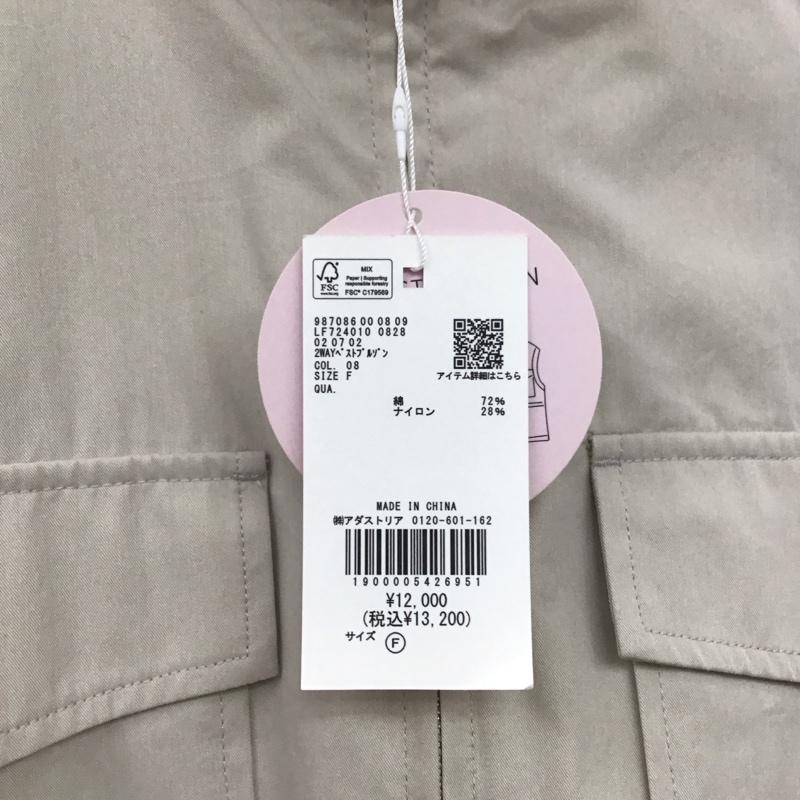 MIX
Paper | Supporting
responsible forestry
FSC® C179569
FSC
www.fsc.org
987086 00 08 09
LF724010 0828
02 07 02
2WAYﾍﾞｽﾄﾌﾞﾙｿﾞﾝ
COL. 08
SIZE F
QUA.
アイテム詳細はこちら
綿 72%
ナイロン 28%
MADE IN CHINA
㈱アダストリア 0120-601-162
1900005426951
¥12,000
(税込¥13,200)
サイズ F
N